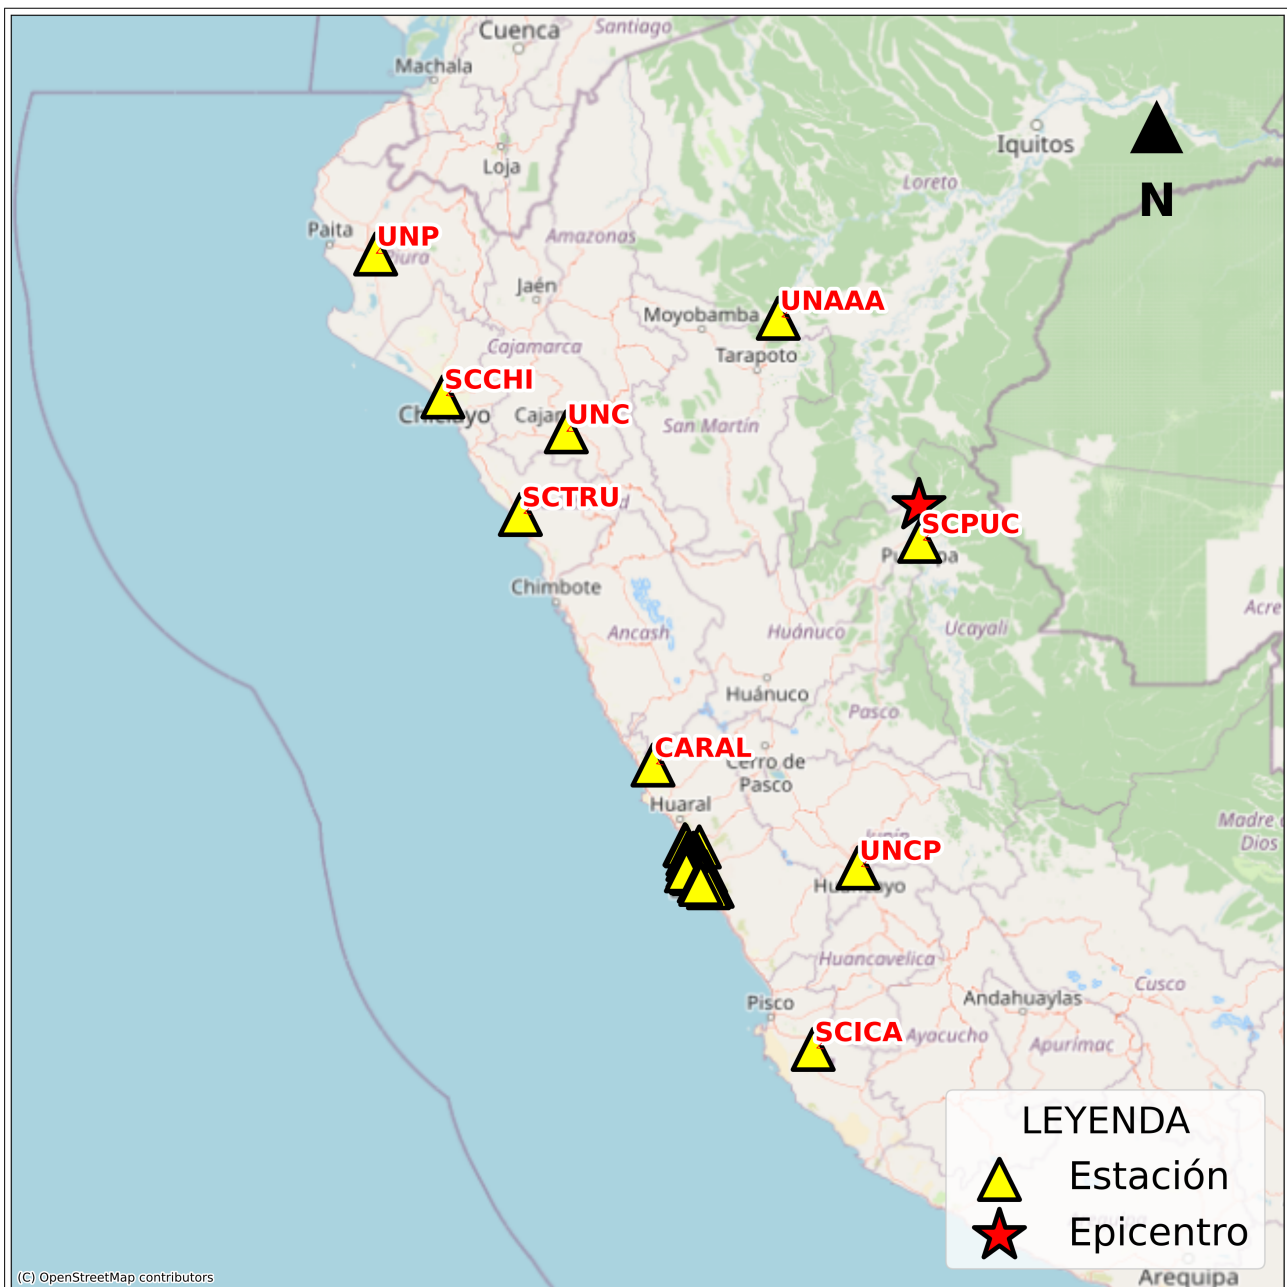 Cuenca
Santiago
Machala
Iquitos
Loja
Loreto
N
Paita
UNP
Piura
Amazonas
Jaén
UNAAA
Moyobamba
Tarapoto
Cajamarca
SCCHI
UNC
San Martín
SCTRU
SCPUC
Chimbote
Acre
Ancash
Huánuco
Ucayali
Huánuco
Pasco
CARAL
Cerro de
Pasco
Huaral
Madre
Dios
Junín
UNCP
Huancavelica
Cusco
Pisco
Andahuaylas
SCICA
Ayacucho
Apurímac
LEYENDA
Estación
Epicentro
(C) OpenStreetMap contributors
Arequipa